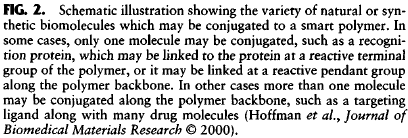 FIG. 2. Schematic illustration showing the variety of natural or syn-
thetic biomolecules which may be conjugated to a smart polymer. In
some cases, only one molecule may be conjugated, such as a recogni-
tion protein, which may be linked to the protein at a reactive terminal
group of the polymer, or it may be linked at a reactive pendant group
along the polymer backbone. In other cases more than one molecule
may be conjugated along the polymer backbone, such as a targeting
ligand along with many drug molecules (Hoffman et al., Journal of
Biomedical Materials Research © 2000).